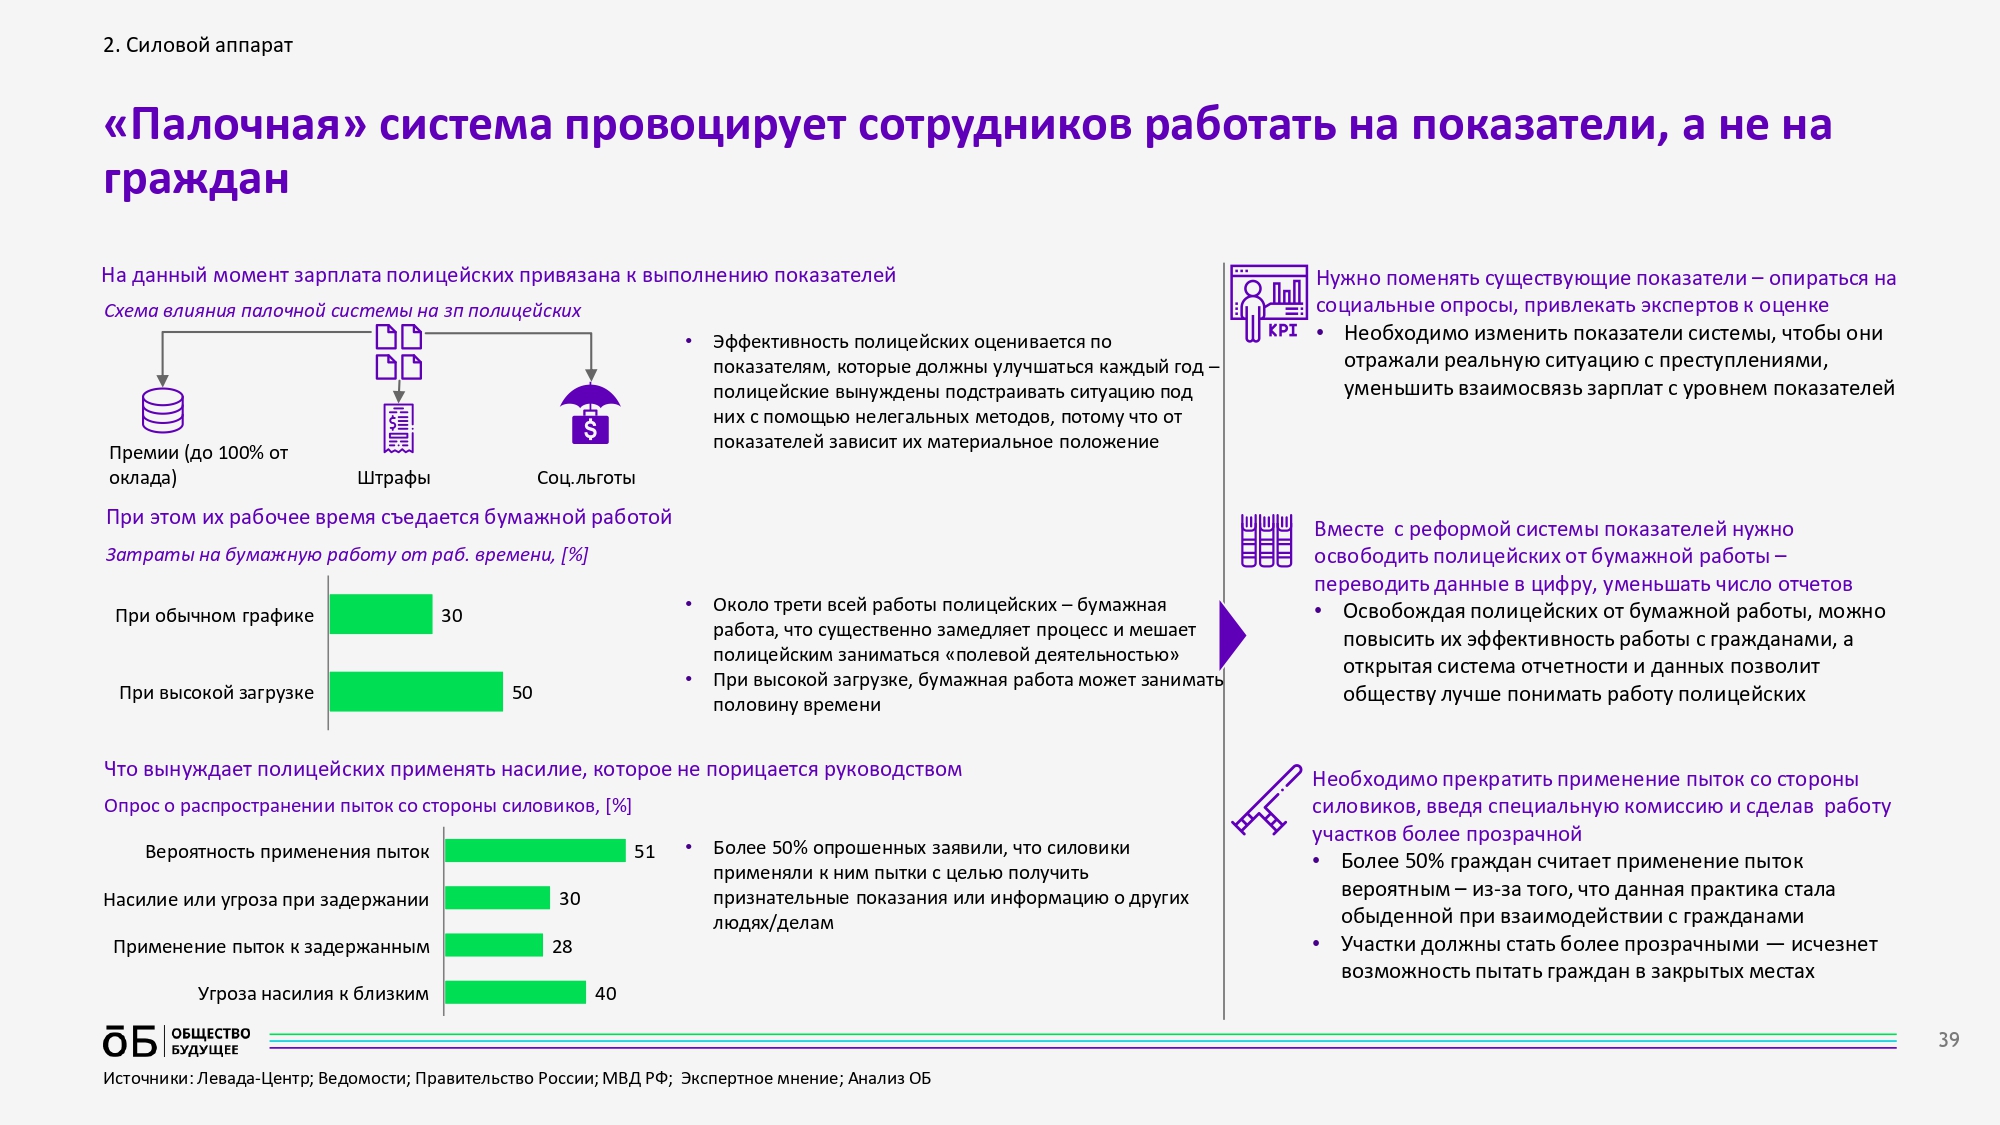 2. Силовой аппарат
«Палочная» система провоцирует сотрудников работать на показатели, а не на
граждан
На данный момент зарплата полицейских привязана к выполнению показателей
Схема влияния палочной системы на зп полицейских
Премии (до 100% от
оклада)
Штрафы
Соц.льготы
• Эффективность полицейских оценивается по
показателям, которые должны улучшаться каждый год –
полицейские вынуждены подстраивать ситуацию под
них с помощью нелегальных методов, потому что от
показателей зависит их материальное положение
При этом их рабочее время съедается бумажной работой
Затраты на бумажную работу от раб. времени, [%]
При обычном графике 30
При высокой загрузке 50
• Около трети всей работы полицейских – бумажная
работа, что существенно замедляет процесс и мешает
полицейским заниматься «полевой деятельностью»
• При высокой загрузке, бумажная работа может занимать
половину времени
Что вынуждает полицейских применять насилие, которое не порицается руководством
Опрос о распространении пыток со стороны силовиков, [%]
Вероятность применения пыток 51
Насилие или угроза при задержании 30
Применение пыток к задержанным 28
Угроза насилия к близким 40
• Более 50% опрошенных заявили, что силовики
применяли к ним пытки с целью получить
признательные показания или информацию о других
людях/делам
KPI
Нужно поменять существующие показатели – опираться на
социальные опросы, привлекать экспертов к оценке
• Необходимо изменить показатели системы, чтобы они
отражали реальную ситуацию с преступлениями,
уменьшить взаимосвязь зарплат с уровнем показателей
Вместе с реформой системы показателей нужно
освободить полицейских от бумажной работы –
переводить данные в цифру, уменьшать число отчетов
• Освобождая полицейских от бумажной работы, можно
повысить их эффективность работы с гражданами, а
открытая система отчетности и данных позволит
обществу лучше понимать работу полицейских
Необходимо прекратить применение пыток со стороны
силовиков, введя специальную комиссию и сделав работу
участков более прозрачной
• Более 50% граждан считает применение пыток
вероятным – из-за того, что данная практика стала
обыденной при взаимодействии с гражданами
• Участки должны стать более прозрачными — исчезнет
возможность пытать граждан в закрытых местах
ōБ ОБЩЕСТВО
БУДУЩЕЕ
39
Источники: Левада-Центр; Ведомости; Правительство России; МВД РФ; Экспертное мнение; Анализ ОБ